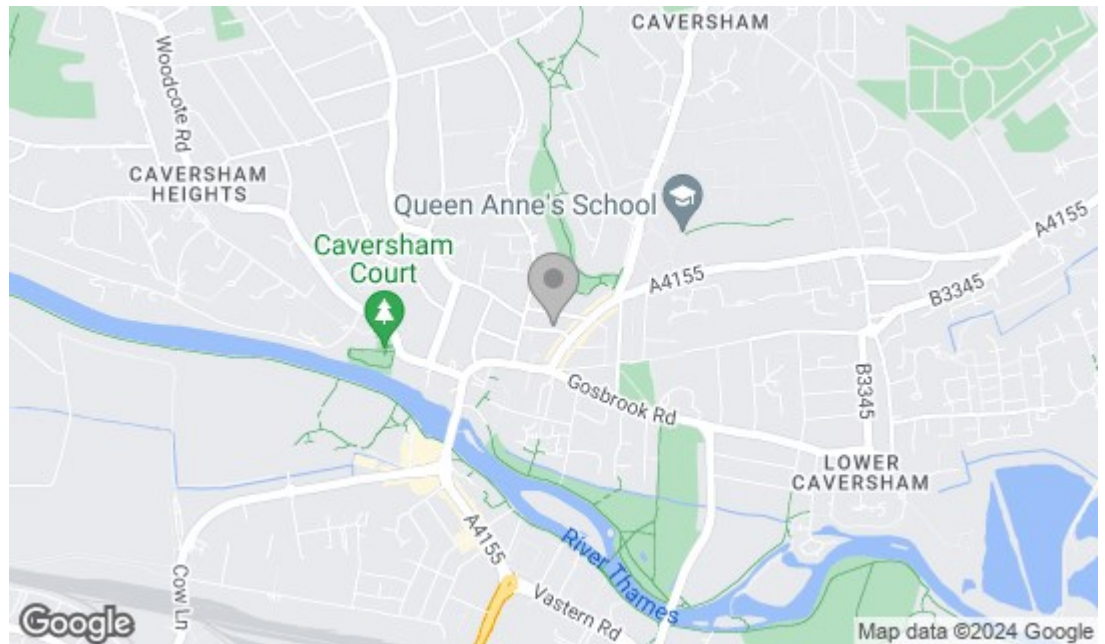 CAVERSHAM
Woodcote Rd
CAVERSHAM
HEIGHTS
Queen Anne's School
A4155
A4155
Caversham
Court
B3345
B3345
Gosbrook Rd
LOWER
CAVERSHAM
A4155
River Thames
Cow Ln
Vastern Rd
Google
Map data ©2024 Google